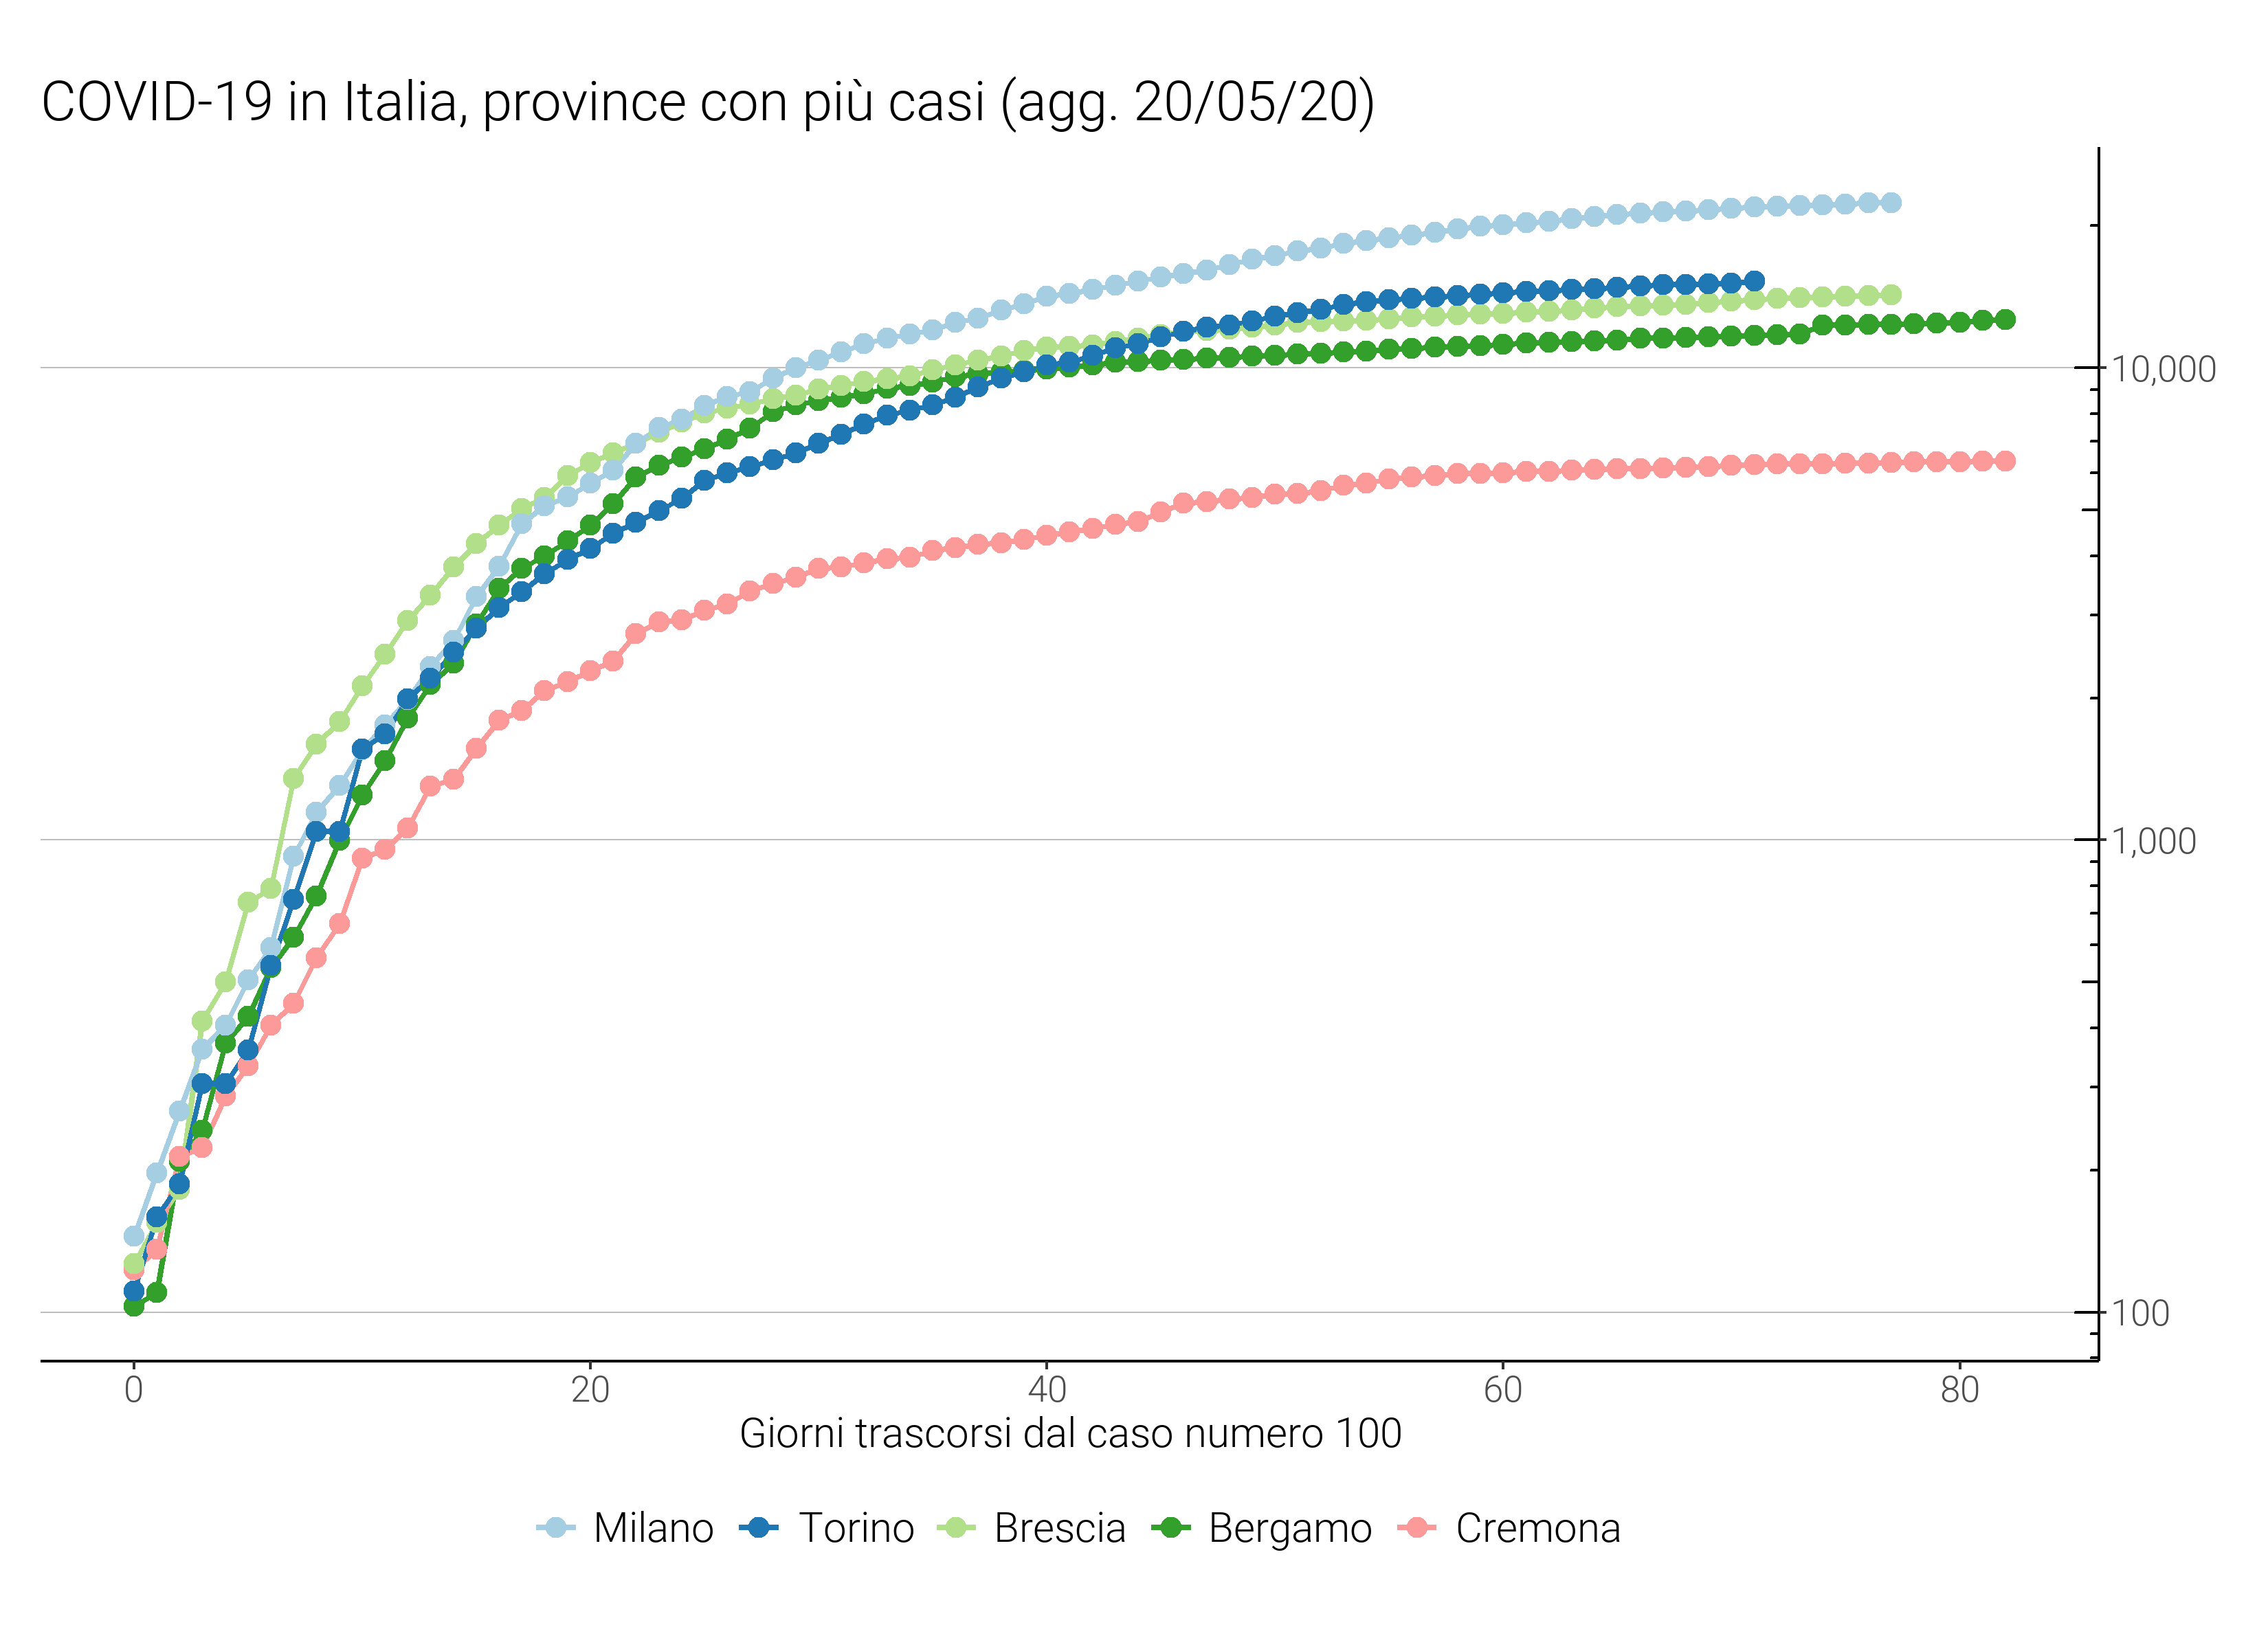 COVID-19 in Italia, province con più casi (agg. 20/05/20)
10,000
1,000
100
0 20 40 60 80
Giorni trascorsi dal caso numero 100
Milano Torino Brescia Bergamo Cremona